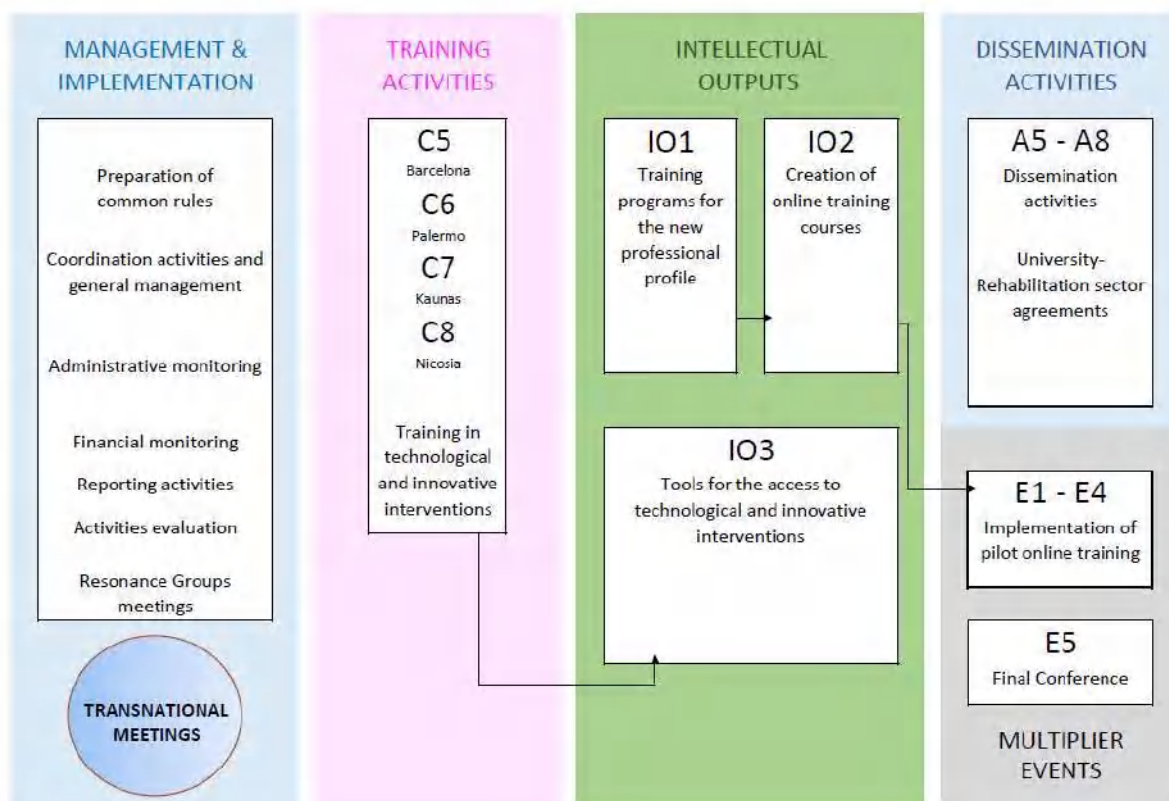 MANAGEMENT &
IMPLEMENTATION
Preparation of
common rules
Coordination activities and
general management
Administrative monitoring
Financial monitoring
Reporting activities
Activities evaluation
Resonance Groups
meetings
TRANSNATIONAL
MEETINGS
TRAINING
ACTIVITIES
C5
Barcelona
C6
Palermo
C7
Kaunas
C8
Nicosia
Training in
technological
and innovative
interventions
INTELLECTUAL
OUTPUTS
IO1
Training
programs for
the new
professional
profile
IO2
Creation of
online training
courses
IO3
Tools for the access to
technological and innovative
interventions
DISSEMINATION
ACTIVITIES
A5 - A8
Dissemination
activities
University-
Rehabilitation sector
agreements
E1 - E4
Implementation of
pilot online training
E5
Final Conference
MULTIPLIER
EVENTS